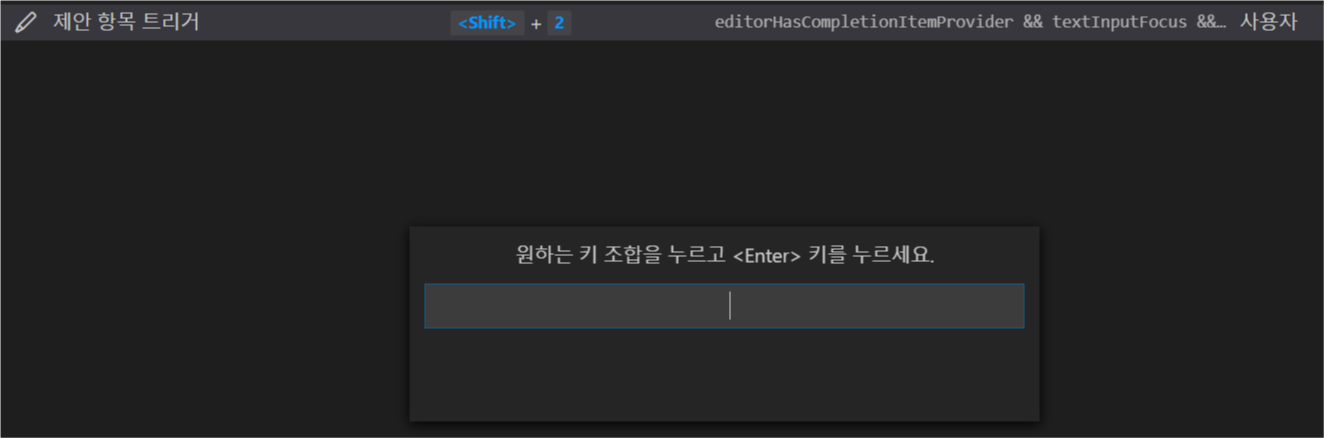 제안 항목 트리거 <Shift> + 2 editorHasCompletionItemProvider && textInputFocus &&… 사용자
원하는 키 조합을 누르고 <Enter> 키를 누르세요.